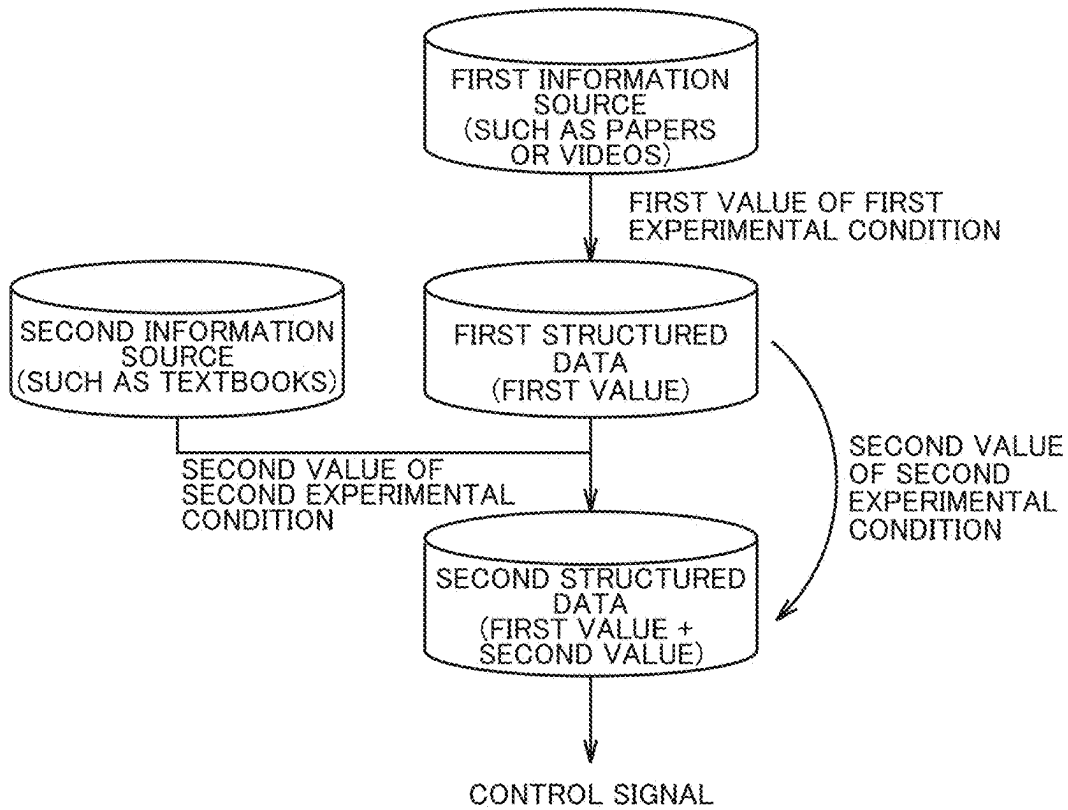 FIRST INFORMATION
SOURCE
(SUCH AS PAPERS
OR VIDEOS)
FIRST VALUE OF FIRST
EXPERIMENTAL CONDITION
SECOND INFORMATION
SOURCE
(SUCH AS TEXTBOOKS)
FIRST STRUCTURED
DATA
(FIRST VALUE)
SECOND VALUE OF
SECOND EXPERIMENTAL
CONDITION
SECOND VALUE
OF SECOND
EXPERIMENTAL
CONDITION
SECOND STRUCTURED
DATA
(FIRST VALUE +
SECOND VALUE)
CONTROL SIGNAL